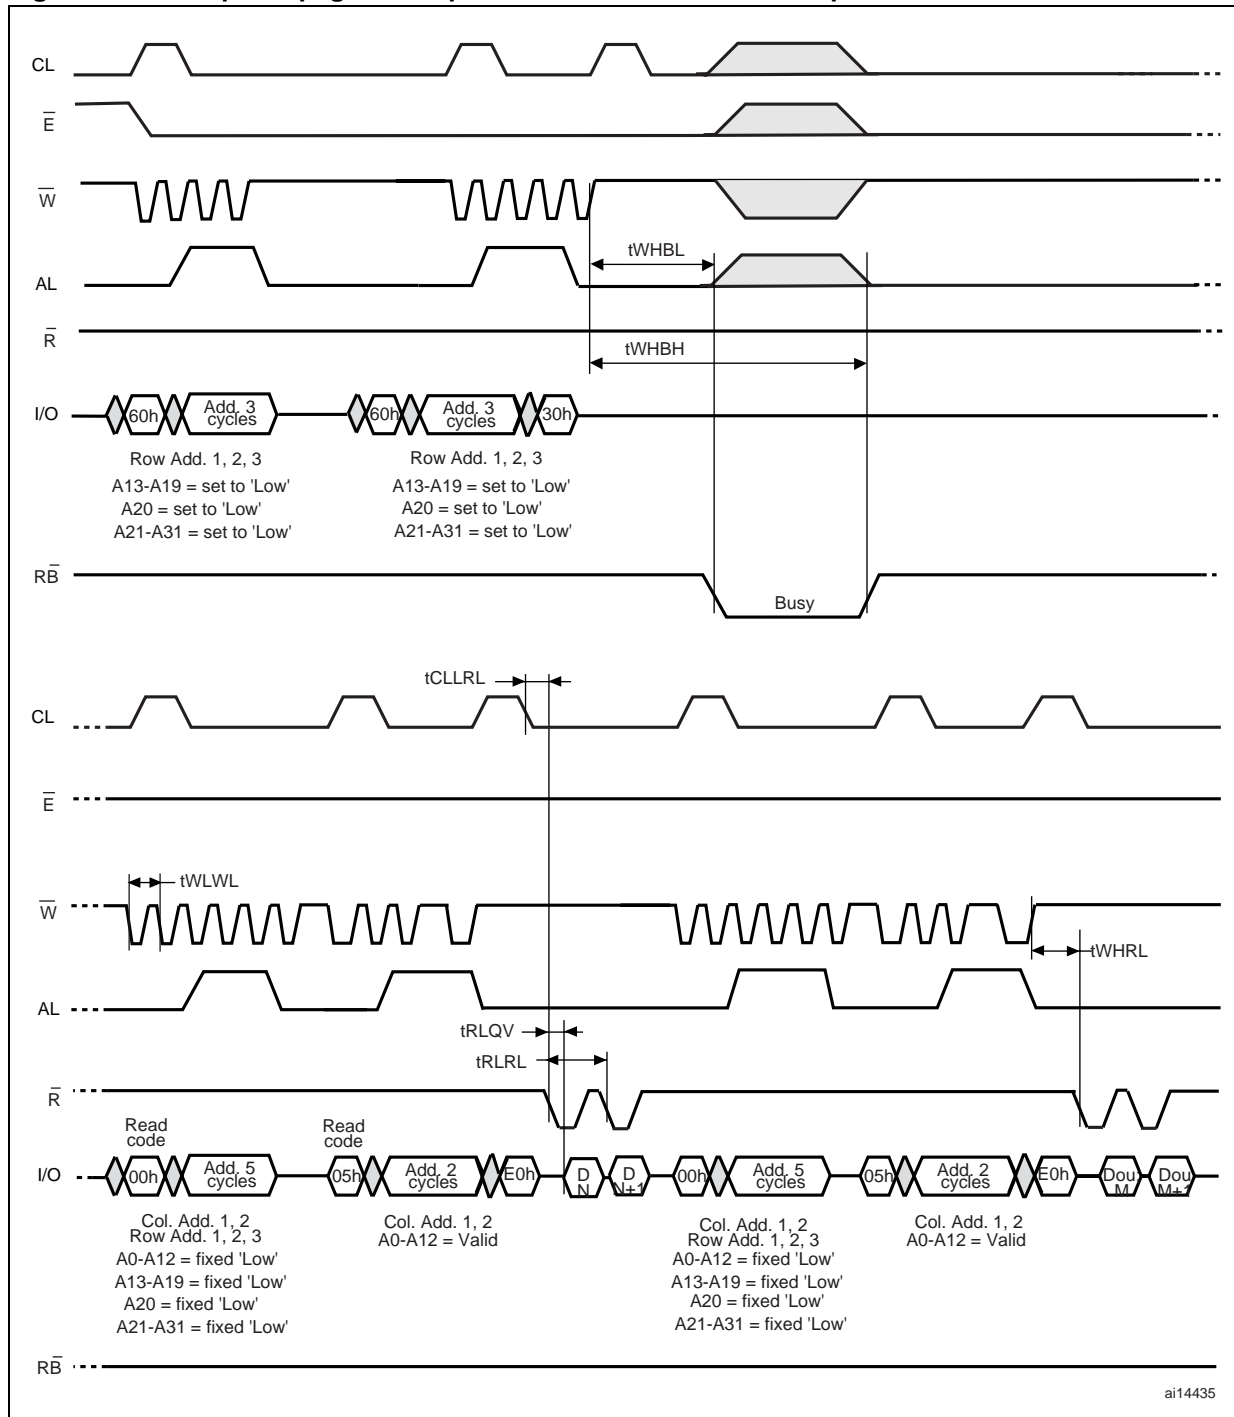 CL
E
W
tWHBL
AL
R
tWHBH
I/O
60h
Add. 3
cycles
60h
Add. 3
cycles
30h
Row Add. 1, 2, 3
A13-A19 = set to 'Low'
A20 = set to 'Low'
A21-A31 = set to 'Low'
Row Add. 1, 2, 3
A13-A19 = set to 'Low'
A20 = set to 'Low'
A21-A31 = set to 'Low'
RB
Busy
tCLLRL
CL
E
tWLWL
W
tWHRL
AL
tRLQV
tRLRL
R
Read
code
Read
code
I/O
00h
Add. 5
cycles
05h
Add. 2
cycles
E0h
D
N
D
N+1
00h
Add. 5
cycles
05h
Add. 2
cycles
E0h
Dou
M
Dou
M+1
Col. Add. 1, 2
Row Add. 1, 2, 3
A0-A12 = fixed 'Low'
A13-A19 = fixed 'Low'
A20 = fixed 'Low'
A21-A31 = fixed 'Low'
Col. Add. 1, 2
A0-A12 = Valid
Col. Add. 1, 2
Row Add. 1, 2, 3
A0-A12 = fixed 'Low'
A13-A19 = fixed 'Low'
A20 = fixed 'Low'
A21-A31 = fixed 'Low'
Col. Add. 1, 2
A0-A12 = Valid
RB
ai14435